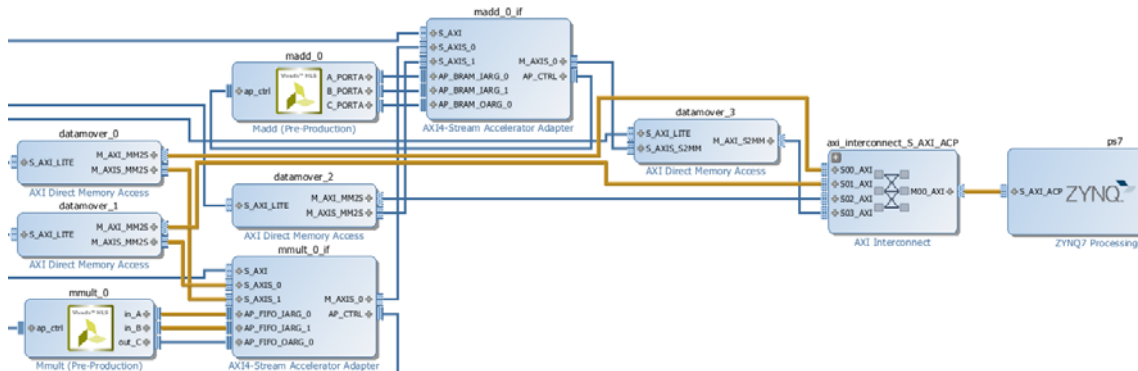 madd_0_if
S_AXI
S_AXIS_0
S_AXIS_1
AP_BRAM_IARG_0
AP_BRAM_IARG_1
AP_BRAM_OARG_0
M_AXIS_0
AP_CTRL
AXI4-Stream Accelerator Adapter
madd_0
ap_ctrl
A_PORTA
B_PORTA
C_PORTA
Madd (Pre-Production)
datamover_3
S_AXI_LITE
S_AXIS_S2MM
M_AXI_S2MM
AXI Direct Memory Access
datamover_0
S_AXI_LITE
M_AXI_MM2S
M_AXIS_MM2S
AXI Direct Memory Access
datamover_2
S_AXI_LITE
M_AXI_MM2S
M_AXIS_MM2S
AXI Direct Memory Access
axi_interconnect_S_AXI_ACP
S00_AXI
S01_AXI
S02_AXI
S03_AXI
M00_AXI
AXI Interconnect
ps7
S_AXI_ACP
ZYNQ
ZYNQ7 Processing
datamover_1
S_AXI_LITE
M_AXI_MM2S
M_AXIS_MM2S
AXI Direct Memory Access
mmult_0_if
S_AXI
S_AXIS_0
S_AXIS_1
AP_FIFO_IARG_0
AP_FIFO_IARG_1
AP_FIFO_OARG_0
M_AXIS_0
AP_CTRL
AXI4-Stream Accelerator Adapter
mmult_0
ap_ctrl
in_A
in_B
out_C
Mmult (Pre-Production)